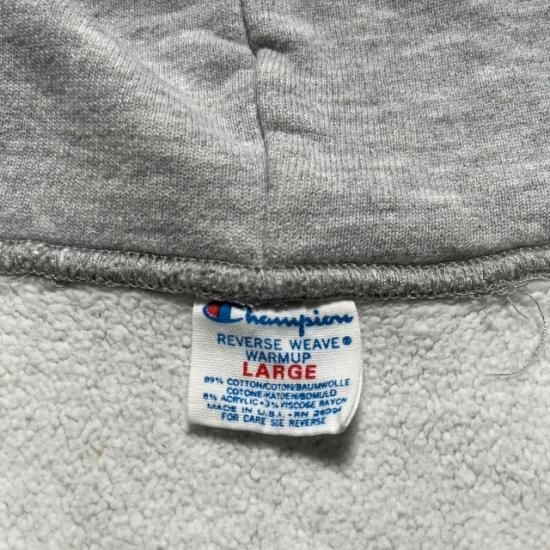 Champion
REVERSE WEAVE®
WARMUP
LARGE
89% COTTON/COTON/BAUMWOLLE
COTONE-KATOEN/BOMULD
8% ACRYLIC • 3% VISCOSE RAYON
MADE IN U.S.A. - RN 26094
FOR CARE SEE REVERSE